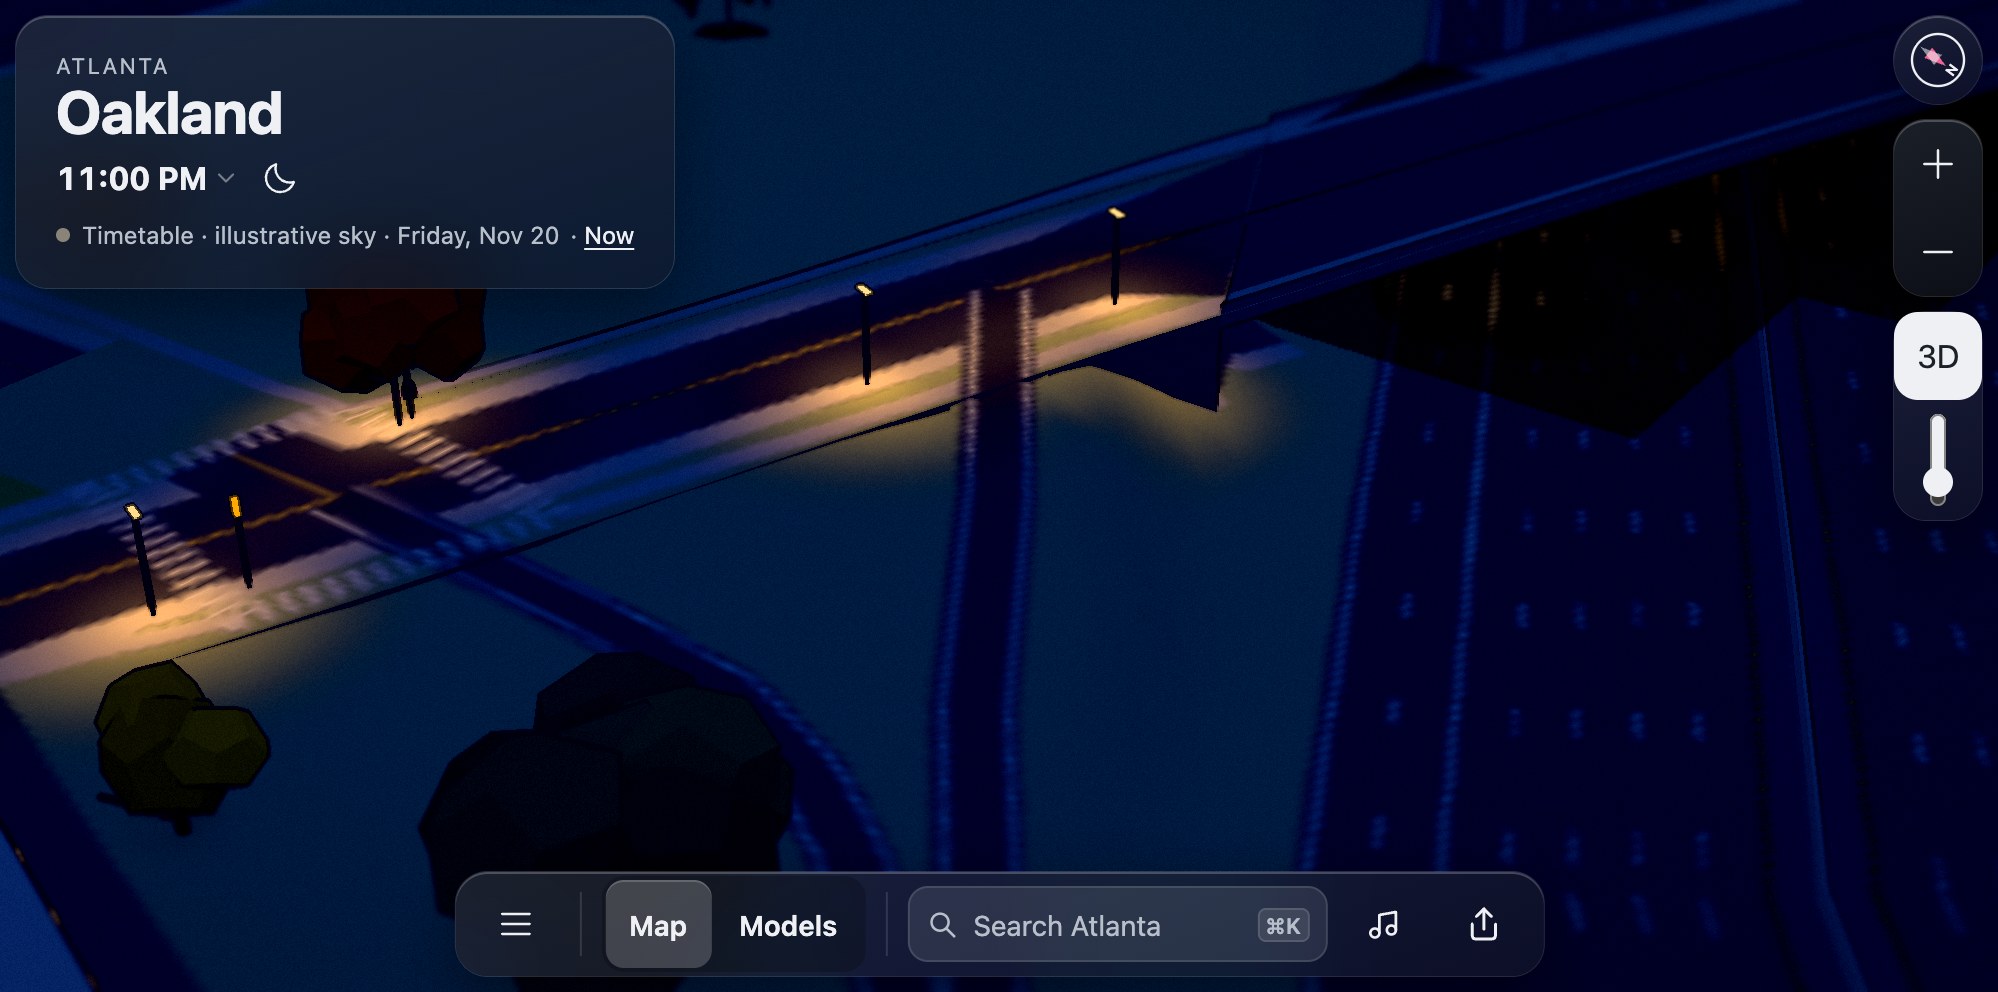 ATLANTA
Oakland
11:00 PM
Timetable · illustrative sky · Friday, Nov 20 · Now
N
3D
Map Models Search Atlanta ⌘K